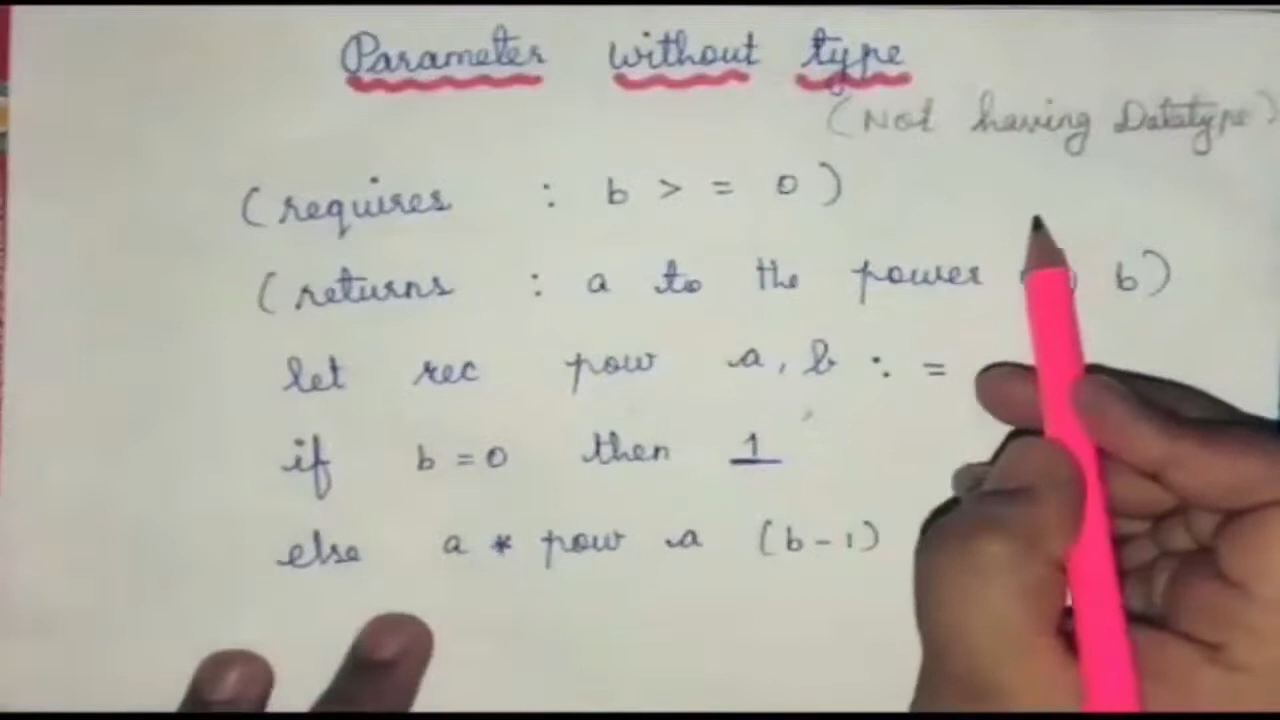 Parameter without type
(Not having Datatype)
(requires : b > = 0)
(returns : a to the power b)
let rec pow a, b : =
if b = 0 then 1
else a * pow a (b - 1)